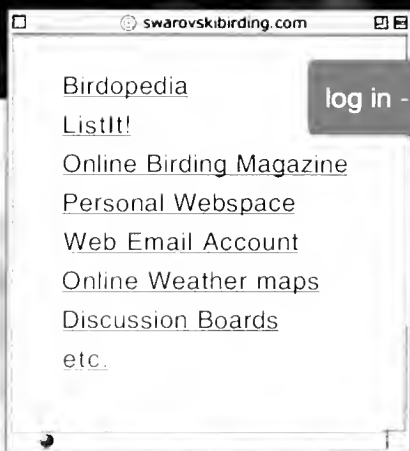 swarovskibirding.com
Birdopedia
log in -
ListIt!
Online Birding Magazine
Personal Webspace
Web Email Account
Online Weather maps
Discussion Boards
etc.